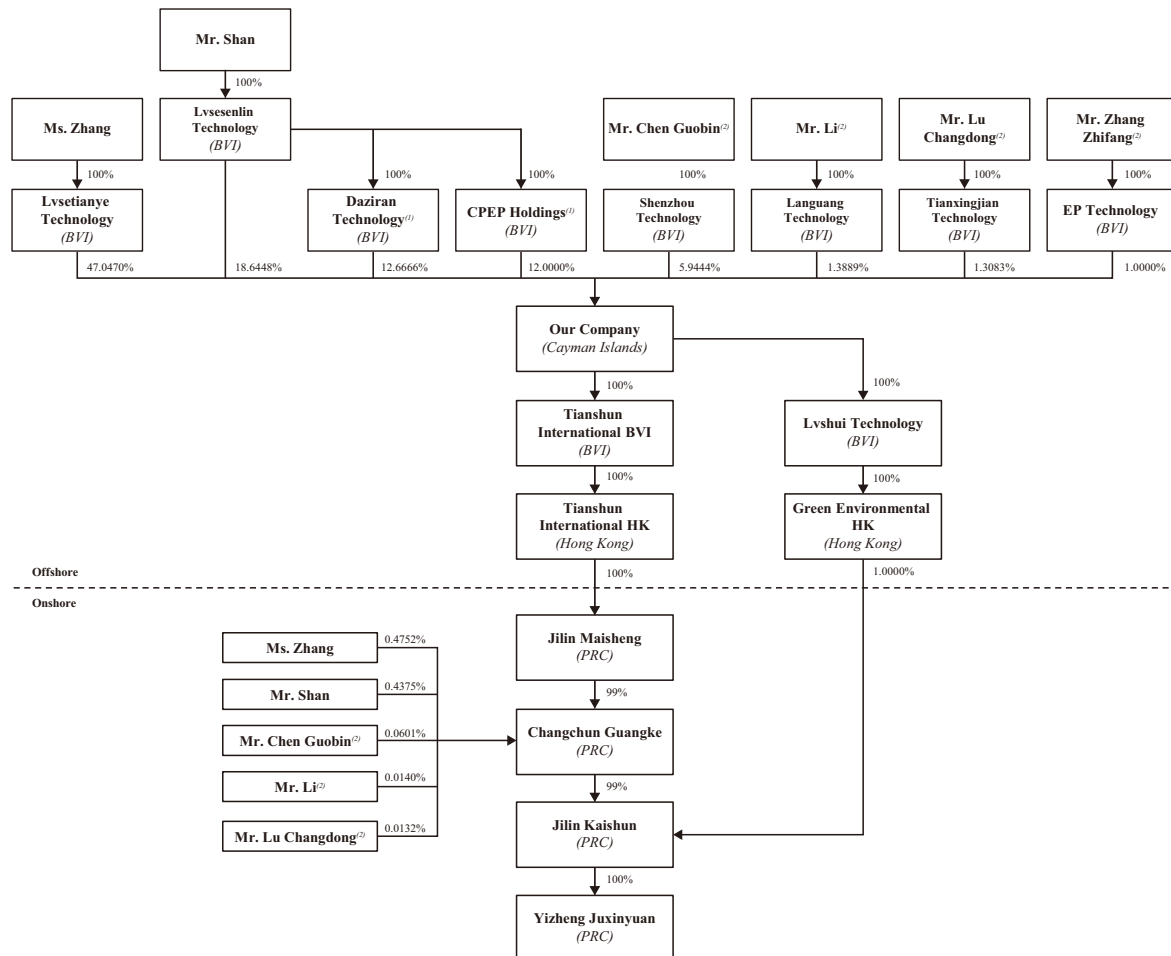 Mr. Shan
100%
Ms. Zhang
Lvsesenlin
Technology
(BVI)
Mr. Chen Guobin(2)
Mr. Li(2)
Mr. Lu
Changdong(2)
Mr. Zhang
Zhifang(2)
100%
100%
100%
100%
100%
100%
100%
Lvsetianye
Technology
(BVI)
Daziran
Technology(1)
(BVI)
CPEP Holdings(1)
(BVI)
Shenzhou
Technology
(BVI)
Languang
Technology
(BVI)
Tianxingjian
Technology
(BVI)
EP Technology
(BVI)
47.0470%
18.6448%
12.6666%
12.0000%
5.9444%
1.3889%
1.3083%
1.0000%
Our Company
(Cayman Islands)
100%
100%
Tianshun
International BVI
(BVI)
Lvshui Technology
(BVI)
100%
100%
Tianshun
International HK
(Hong Kong)
Green Environmental
HK
(Hong Kong)
Offshore
100%
1.0000%
Onshore
Jilin Maisheng
(PRC)
Ms. Zhang
0.4752%
99%
Mr. Shan
0.4375%
Changchun Guangke
(PRC)
Mr. Chen Guobin(2)
0.0601%
Mr. Li(2)
0.0140%
99%
Mr. Lu Changdong(2)
0.0132%
Jilin Kaishun
(PRC)
100%
Yizheng Juxinyuan
(PRC)